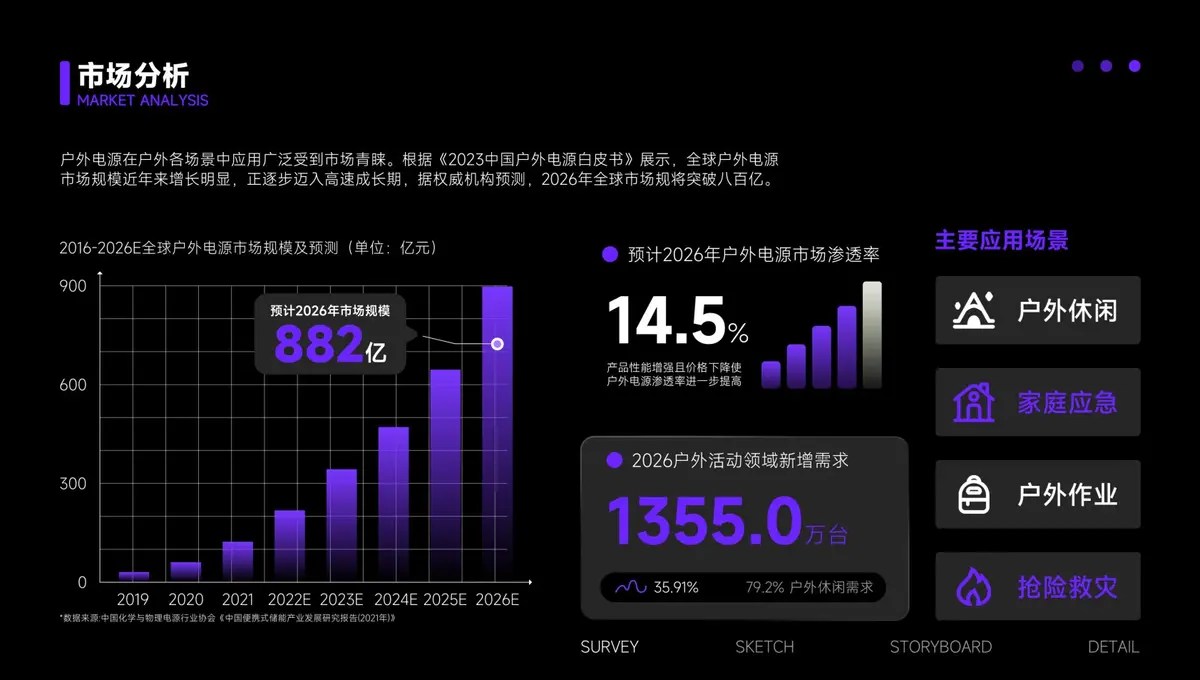 市场分析
MARKET ANALYSIS
户外电源在户外各场景中应用广泛受到市场青睐。根据《2023中国户外电源白皮书》展示，全球户外电源
市场规模近年来增长明显，正逐步迈入高速成长期，据权威机构预测，2026年全球市场规将突破八百亿。
2016-2026E全球户外电源市场规模及预测（单位：亿元）
900
600
300
0
预计2026年市场规模
882亿
2019 2020 2021 2022E 2023E 2024E 2025E 2026E
*数据来源:中国化学与物理电源行业协会《中国便携式储能产业发展研究报告(2021年)》
预计2026年户外电源市场渗透率
14.5%
产品性能增强且价格下降使
户外电源渗透率进一步提高
2026户外活动领域新增需求
1355.0万台
35.91% 79.2% 户外休闲需求
主要应用场景
户外休闲
家庭应急
户外作业
抢险救灾
SURVEY SKETCH STORYBOARD DETAIL